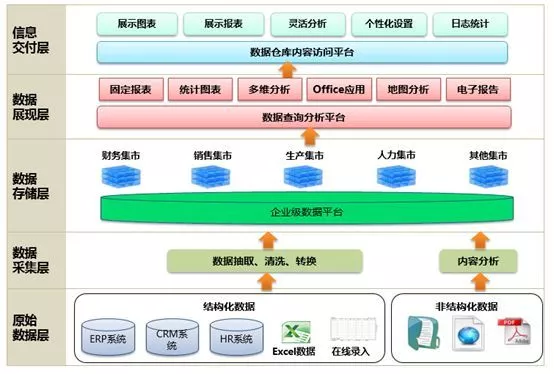 信息
交付层
展示图表
展示报表
灵活分析
个性化设置
日志统计
数据仓库内容访问平台
数据
展现层
固定报表
统计图表
多维分析
Office应用
地图分析
电子报告
数据查询分析平台
数据
存储层
财务集市
销售集市
生产集市
人力集市
其他集市
企业级数据平台
数据
采集层
数据抽取、清洗、转换
内容分析
原始
数据层
结构化数据
ERP系统
CRM系
统
HR系统
Excel数据
在线录入
非结构化数据
PDF